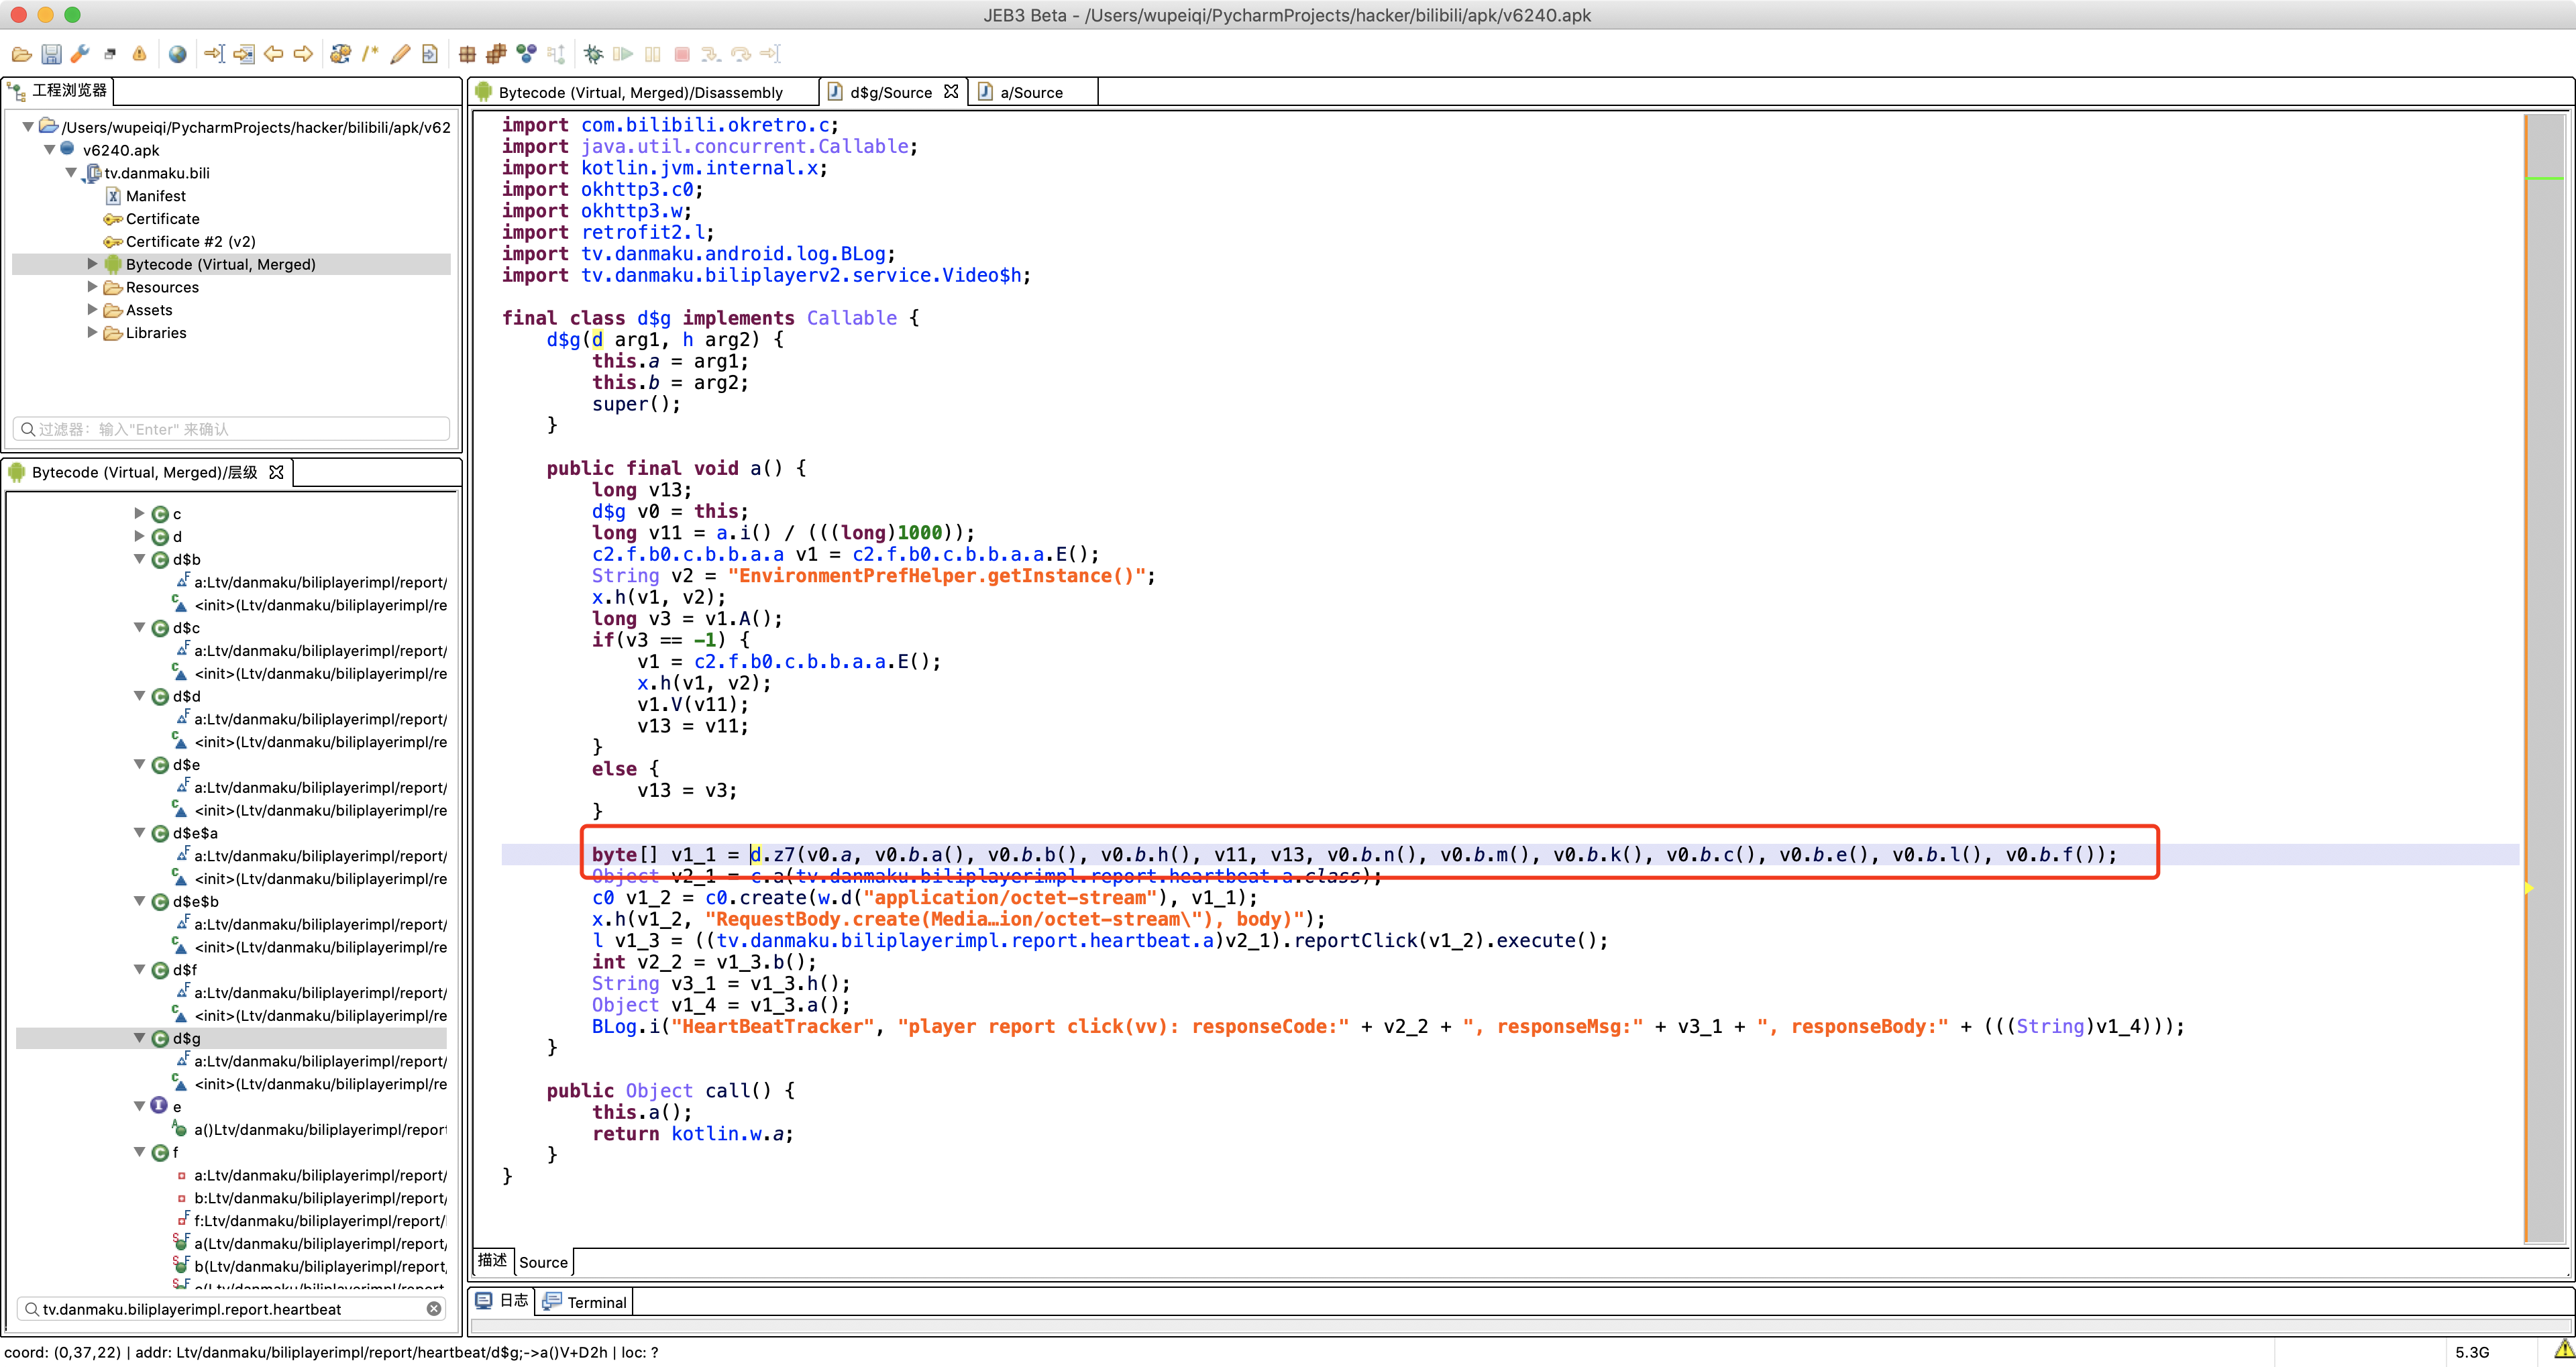 JEB3 Beta - /Users/wupeiqi/PycharmProjects/hacker/bilibili/apk/v6240.apk
工程浏览器
/Users/wupeiqi/PycharmProjects/hacker/bilibili/apk/v62
v6240.apk
tv.danmaku.bili
Manifest
Certificate
Certificate #2 (v2)
Bytecode (Virtual, Merged)
Resources
Assets
Libraries
过滤器: 输入"Enter" 来确认
Bytecode (Virtual, Merged)/层级
c
d
d$b
a:Ltv/danmaku/biliplayerimpl/report/
<init>(Ltv/danmaku/biliplayerimpl/re
d$c
a:Ltv/danmaku/biliplayerimpl/report/
<init>(Ltv/danmaku/biliplayerimpl/re
d$d
a:Ltv/danmaku/biliplayerimpl/report/
<init>(Ltv/danmaku/biliplayerimpl/re
d$e
a:Ltv/danmaku/biliplayerimpl/report/
<init>(Ltv/danmaku/biliplayerimpl/re
d$e$a
a:Ltv/danmaku/biliplayerimpl/report/
<init>(Ltv/danmaku/biliplayerimpl/re
d$e$b
a:Ltv/danmaku/biliplayerimpl/report/
<init>(Ltv/danmaku/biliplayerimpl/re
d$f
a:Ltv/danmaku/biliplayerimpl/report/
<init>(Ltv/danmaku/biliplayerimpl/re
d$g
a:Ltv/danmaku/biliplayerimpl/report/
<init>(Ltv/danmaku/biliplayerimpl/re
e
a()Ltv/danmaku/biliplayerimpl/report
f
a:Ltv/danmaku/biliplayerimpl/report/
b:Ltv/danmaku/biliplayerimpl/report/
f:Ltv/danmaku/biliplayerimpl/report/
a(Ltv/danmaku/biliplayerimpl/report/
b(Ltv/danmaku/biliplayerimpl/report/
tv.danmaku.biliplayerimpl.report.heartbeat
Bytecode (Virtual, Merged)/Disassembly
d$g/Source
a/Source
import com.bilibili.okretro.c;
import java.util.concurrent.Callable;
import kotlin.jvm.internal.x;
import okhttp3.c0;
import okhttp3.w;
import retrofit2.l;
import tv.danmaku.android.log.BLog;
import tv.danmaku.biliplayerv2.service.Video$h;
final class d$g implements Callable {
d$g(d arg1, h arg2) {
this.a = arg1;
this.b = arg2;
super();
}
public final void a() {
long v13;
d$g v0 = this;
long v11 = a.i() / (((long)1000));
c2.f.b0.c.b.b.a.a v1 = c2.f.b0.c.b.b.a.a.E();
String v2 = "EnvironmentPrefHelper.getInstance()";
x.h(v1, v2);
long v3 = v1.A();
if(v3 == -1) {
v1 = c2.f.b0.c.b.b.a.a.E();
x.h(v1, v2);
v1.V(v11);
v13 = v11;
}
else {
v13 = v3;
}
byte[] v1_1 = d.z7(v0.a, v0.b.a(), v0.b.b(), v0.b.h(), v11, v13, v0.b.n(), v0.b.m(), v0.b.k(), v0.b.c(), v0.b.e(), v0.b.l(), v0.b.f());
Object v2_1 = c.a(tv.danmaku.biliplayerimpl.report.heartbeat.a.class);
c0 v1_2 = c0.create(w.d("application/octet-stream"), v1_1);
x.h(v1_2, "RequestBody.create(Media…ion/octet-stream\"), body)");
l v1_3 = ((tv.danmaku.biliplayerimpl.report.heartbeat.a)v2_1).reportClick(v1_2).execute();
int v2_2 = v1_3.b();
String v3_1 = v1_3.h();
Object v1_4 = v1_3.a();
BLog.i("HeartBeatTracker", "player report click(vv): responseCode:" + v2_2 + ", responseMsg:" + v3_1 + ", responseBody:" + (((String)v1_4)));
}
public Object call() {
this.a();
return kotlin.w.a;
}
}
描述
Source
日志
Terminal
coord: (0,37,22) | addr: Ltv/danmaku/biliplayerimpl/report/heartbeat/d$g;->a()V+D2h | loc: ?
5.3G